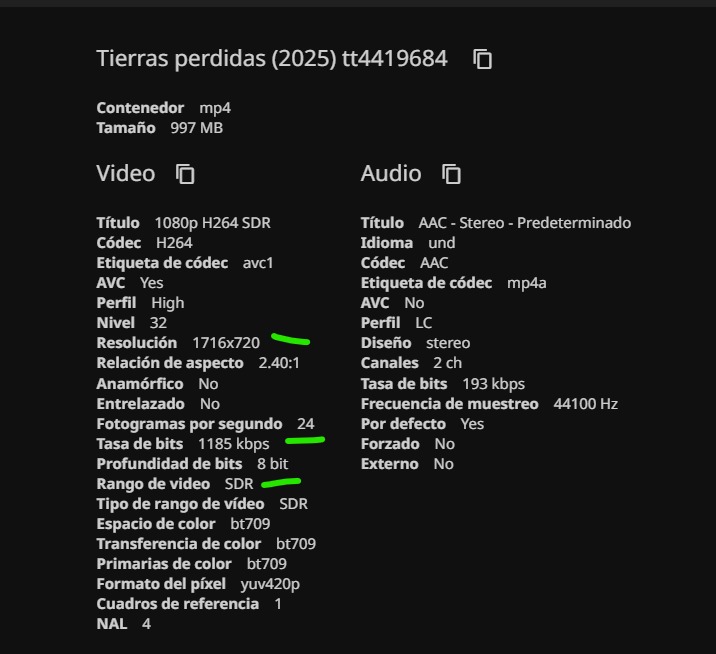 Tierras perdidas (2025) tt4419684
Contenedor mp4
Tamaño 997 MB
Video
Título 1080p H264 SDR
Códec H264
Etiqueta de códec avc1
AVC Yes
Perfil High
Nivel 32
Resolución 1716x720
Relación de aspecto 2.40:1
Anamórfico No
Entrelazado No
Fotogramas por segundo 24
Tasa de bits 1185 kbps
Profundidad de bits 8 bit
Rango de video SDR
Tipo de rango de vídeo SDR
Espacio de color bt709
Transferencia de color bt709
Primarias de color bt709
Formato del píxel yuv420p
Cuadros de referencia 1
NAL 4
Audio
Título AAC - Stereo - Predeterminado
Idioma und
Códec AAC
Etiqueta de códec mp4a
AVC No
Perfil LC
Diseño stereo
Canales 2 ch
Tasa de bits 193 kbps
Frecuencia de muestreo 44100 Hz
Por defecto Yes
Forzado No
Externo No